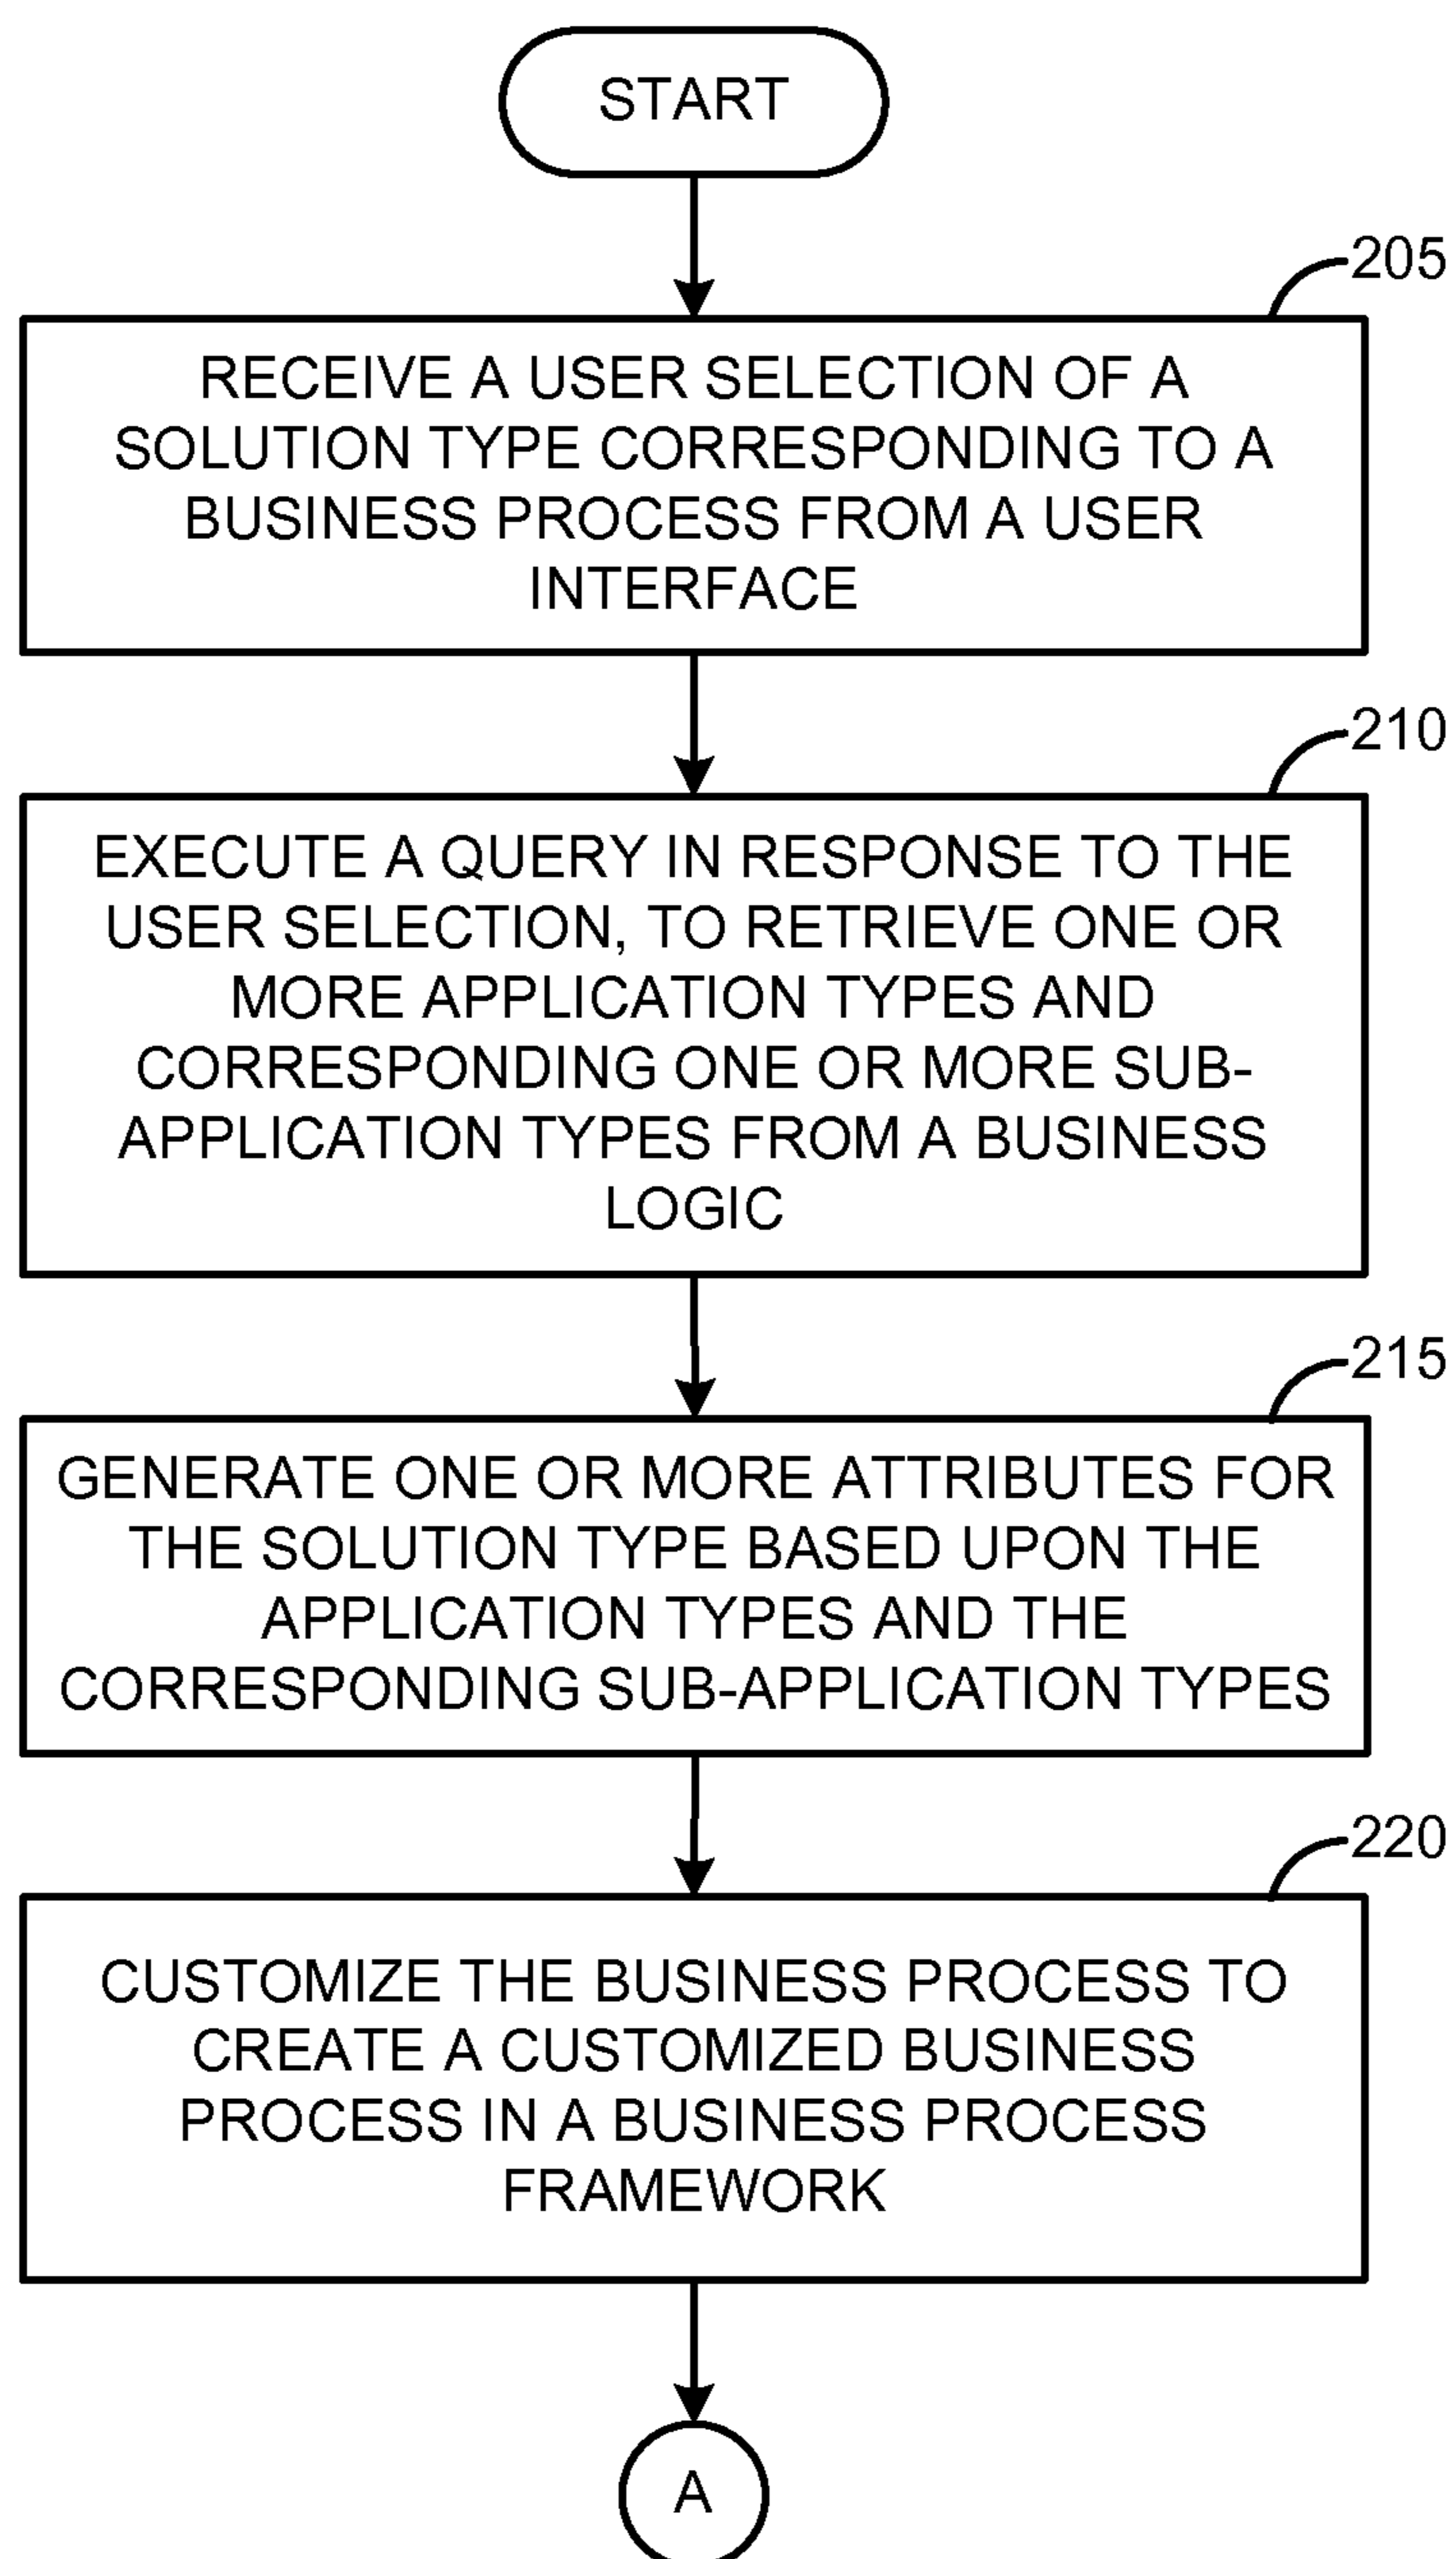 START
205
RECEIVE A USER SELECTION OF A
SOLUTION TYPE CORRESPONDING TO A
BUSINESS PROCESS FROM A USER
INTERFACE
210
EXECUTE A QUERY IN RESPONSE TO THE
USER SELECTION, TO RETRIEVE ONE OR
MORE APPLICATION TYPES AND
CORRESPONDING ONE OR MORE SUB-
APPLICATION TYPES FROM A BUSINESS
LOGIC
215
GENERATE ONE OR MORE ATTRIBUTES FOR
THE SOLUTION TYPE BASED UPON THE
APPLICATION TYPES AND THE
CORRESPONDING SUB-APPLICATION TYPES
220
CUSTOMIZE THE BUSINESS PROCESS TO
CREATE A CUSTOMIZED BUSINESS
PROCESS IN A BUSINESS PROCESS
FRAMEWORK
A